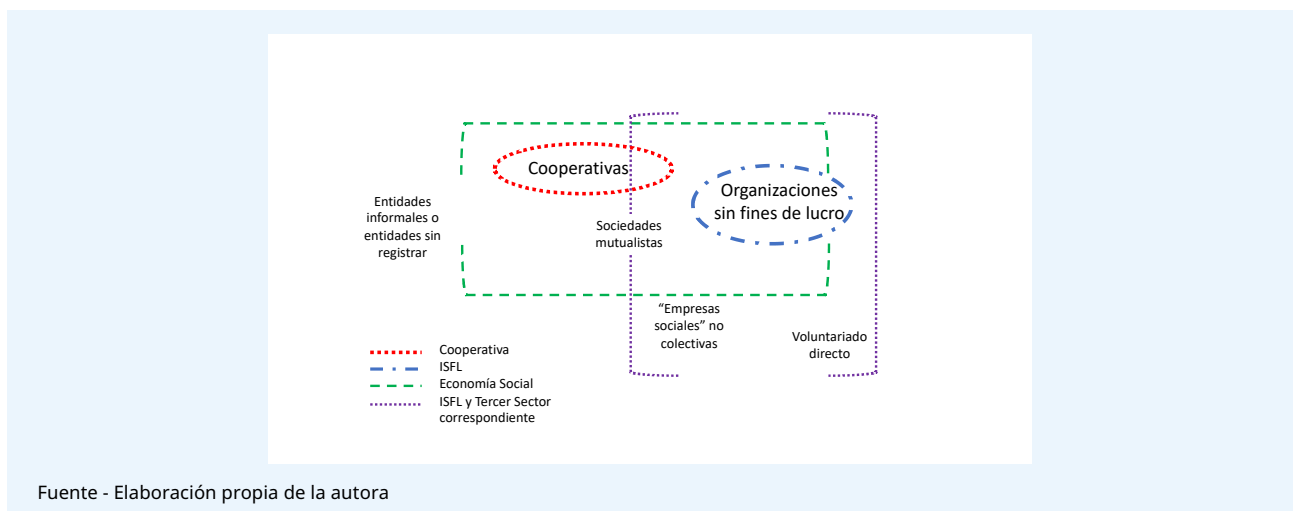 Cooperativas
Organizaciones
sin fines de lucro
Entidades
informales o
entidades sin
registrar
Sociedades
mutualistas
“Empresas
sociales” no
colectivas
Voluntariado
directo
Cooperativa
ISFL
Economía Social
ISFL y Tercer Sector
correspondiente
Fuente - Elaboración propia de la autora